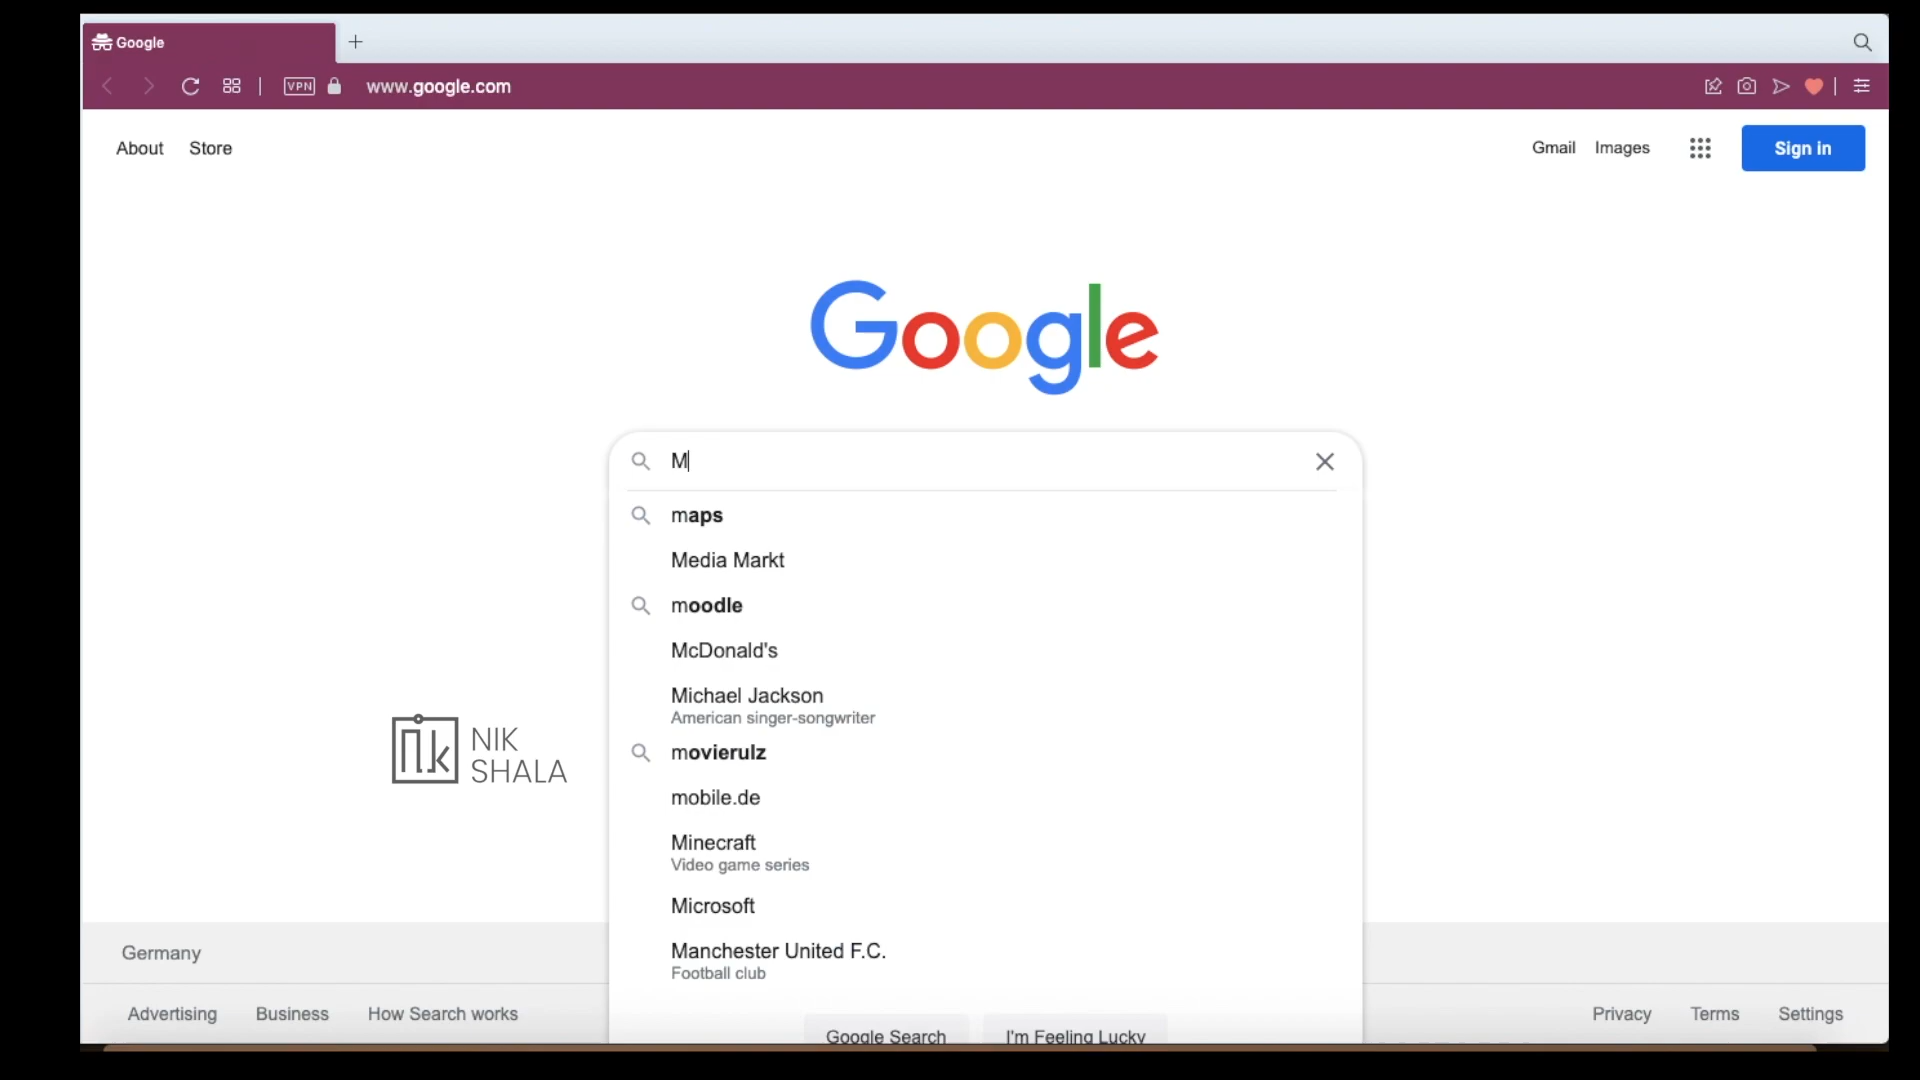 Google
VPN
www.google.com
About Store
Gmail Images
Sign in
Google
M
maps
Media Markt
moodle
McDonald's
Michael Jackson
American singer-songwriter
movierulz
mobile.de
Minecraft
Video game series
Microsoft
Manchester United F.C.
Football club
Google Search I'm Feeling Lucky
nk
NIK
SHALA
Germany
Advertising Business How Search works
Privacy Terms Settings